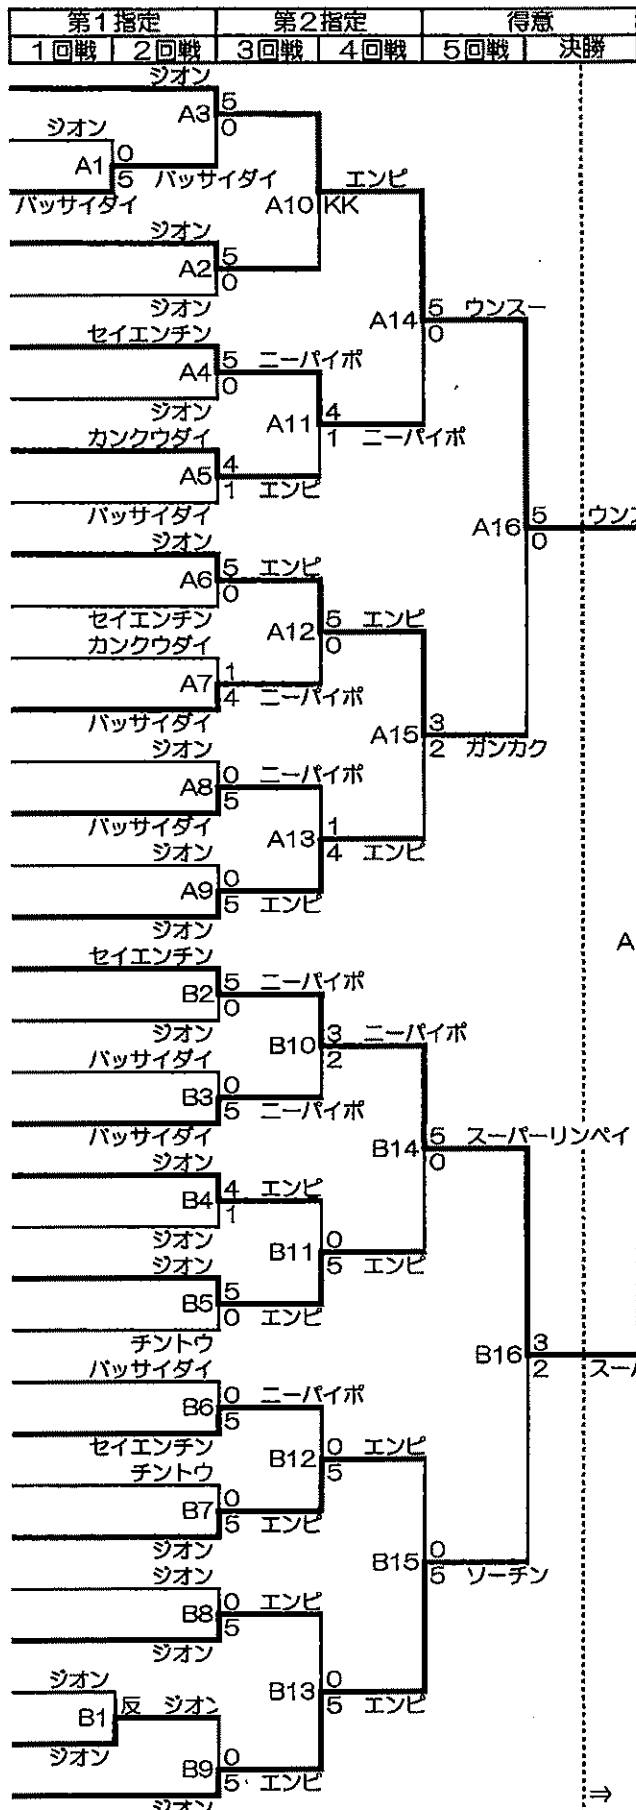 第1指定 第2指定 得意
1回戦 2回戦 3回戦 4回戦 5回戦 決勝
ジオン
A3 5
0
ジオン
A1 0
5 バッサイダイ
バッサイダイ
エンピ
A10 KK
ジオン
A2 5
0
ジオン
A14 5 ウンスー
0
セイエンチン
A4 5 ニーパイポ
0
ジオン
A11 4
1 ニーパイポ
カンクウダイ
A5 4
1 エンピ
バッサイダイ
A16 5 ウンス
0
ジオン
A6 5 エンピ
0
セイエンチン
A12 5 エンピ
0
カンクウダイ
A7 1
4 ニーパイポ
バッサイダイ
A15 3
2 ガンカク
ジオン
A8 0 ニーパイポ
5
バッサイダイ
A13 1
4 エンピ
ジオン
A9 0
5 エンピ
ジオン
A
セイエンチン
B2 5 ニーパイポ
0
ジオン
B10 3 ニーパイポ
2
バッサイダイ
B3 0
5 ニーパイポ
バッサイダイ
B14 5 スーパーリンペイ
0
ジオン
B4 4 エンピ
1
ジオン
B11 0
5 エンピ
ジオン
B5 5
0 エンピ
チントウ
B16 3
2 スーパ
バッサイダイ
B6 0 ニーパイポ
5
セイエンチン
B12 0 エンピ
5
チントウ
B7 0
5 エンピ
ジオン
B15 0
5 ソーチン
ジオン
B8 0 エンピ
5
ジオン
B13 0
5 エンピ
ジオン
B1 反 ジオン
ジオン
B9 0
5 エンピ
ジオン
⇒